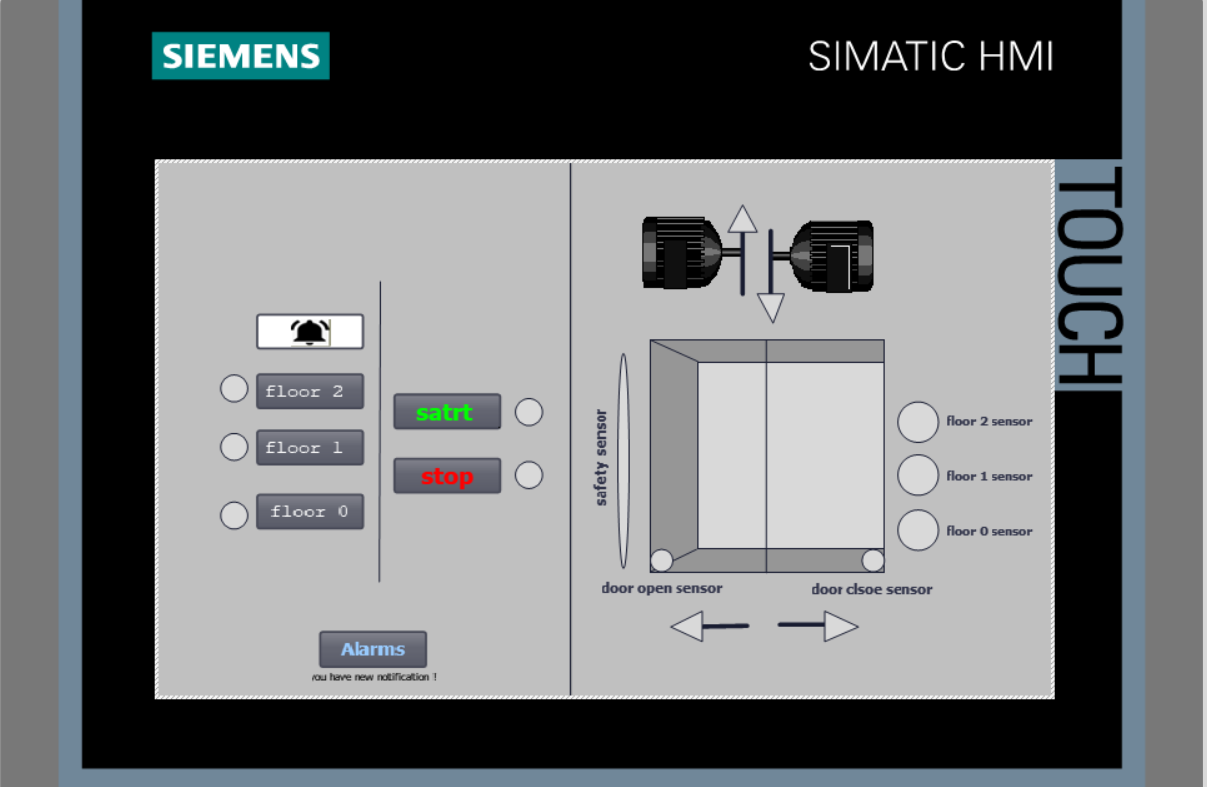 SIEMENS
SIMATIC HMI
TOUCH
floor 2
floor 1
floor 0
satrt
stop
Alarms
you have new notification !
safety sensor
floor 2 sensor
floor 1 sensor
floor 0 sensor
door open sensor
door clsoe sensor